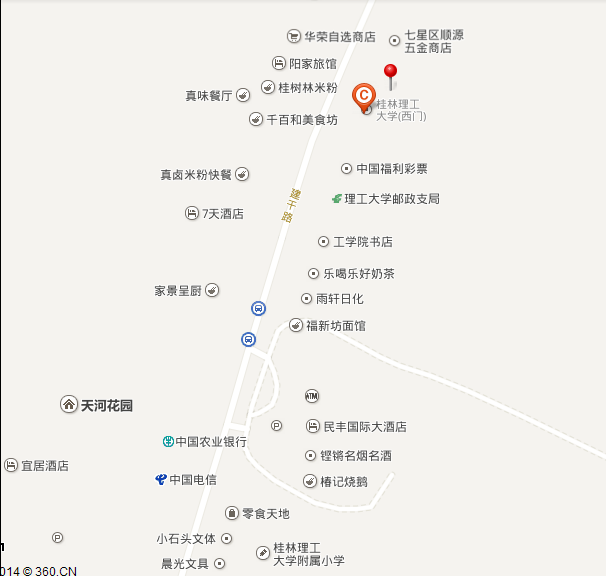 华荣自选商店
七星区顺源
五金商店
阳家旅馆
桂树林米粉
真味餐厅
C
桂林理工
大学(西门)
千百和美食坊
中国福利彩票
真卤米粉快餐
理工大学邮政支局
建干路
7天酒店
工学院书店
乐喝乐好奶茶
家景呈厨
雨轩日化
福新坊面馆
ATM
天河花园
P
民丰国际大酒店
中国农业银行
铿锵名烟名酒
宜居酒店
中国电信
椿记烧鹅
零食天地
P
小石头文体
桂林理工
大学附属小学
晨光文具
014 © 360.CN